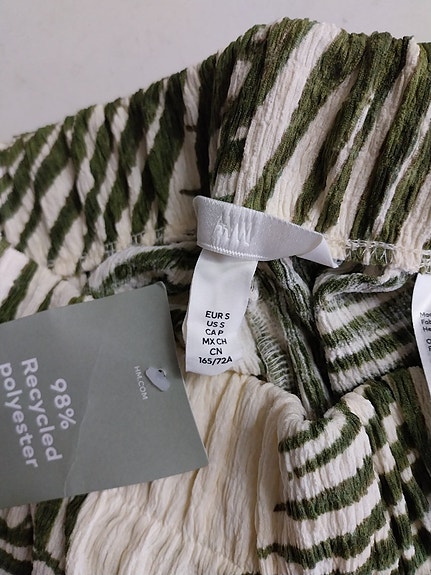 EUR S
US S
CA P
MX CH
CN
165/72A
HM.COM
98%
Recycled
polyester